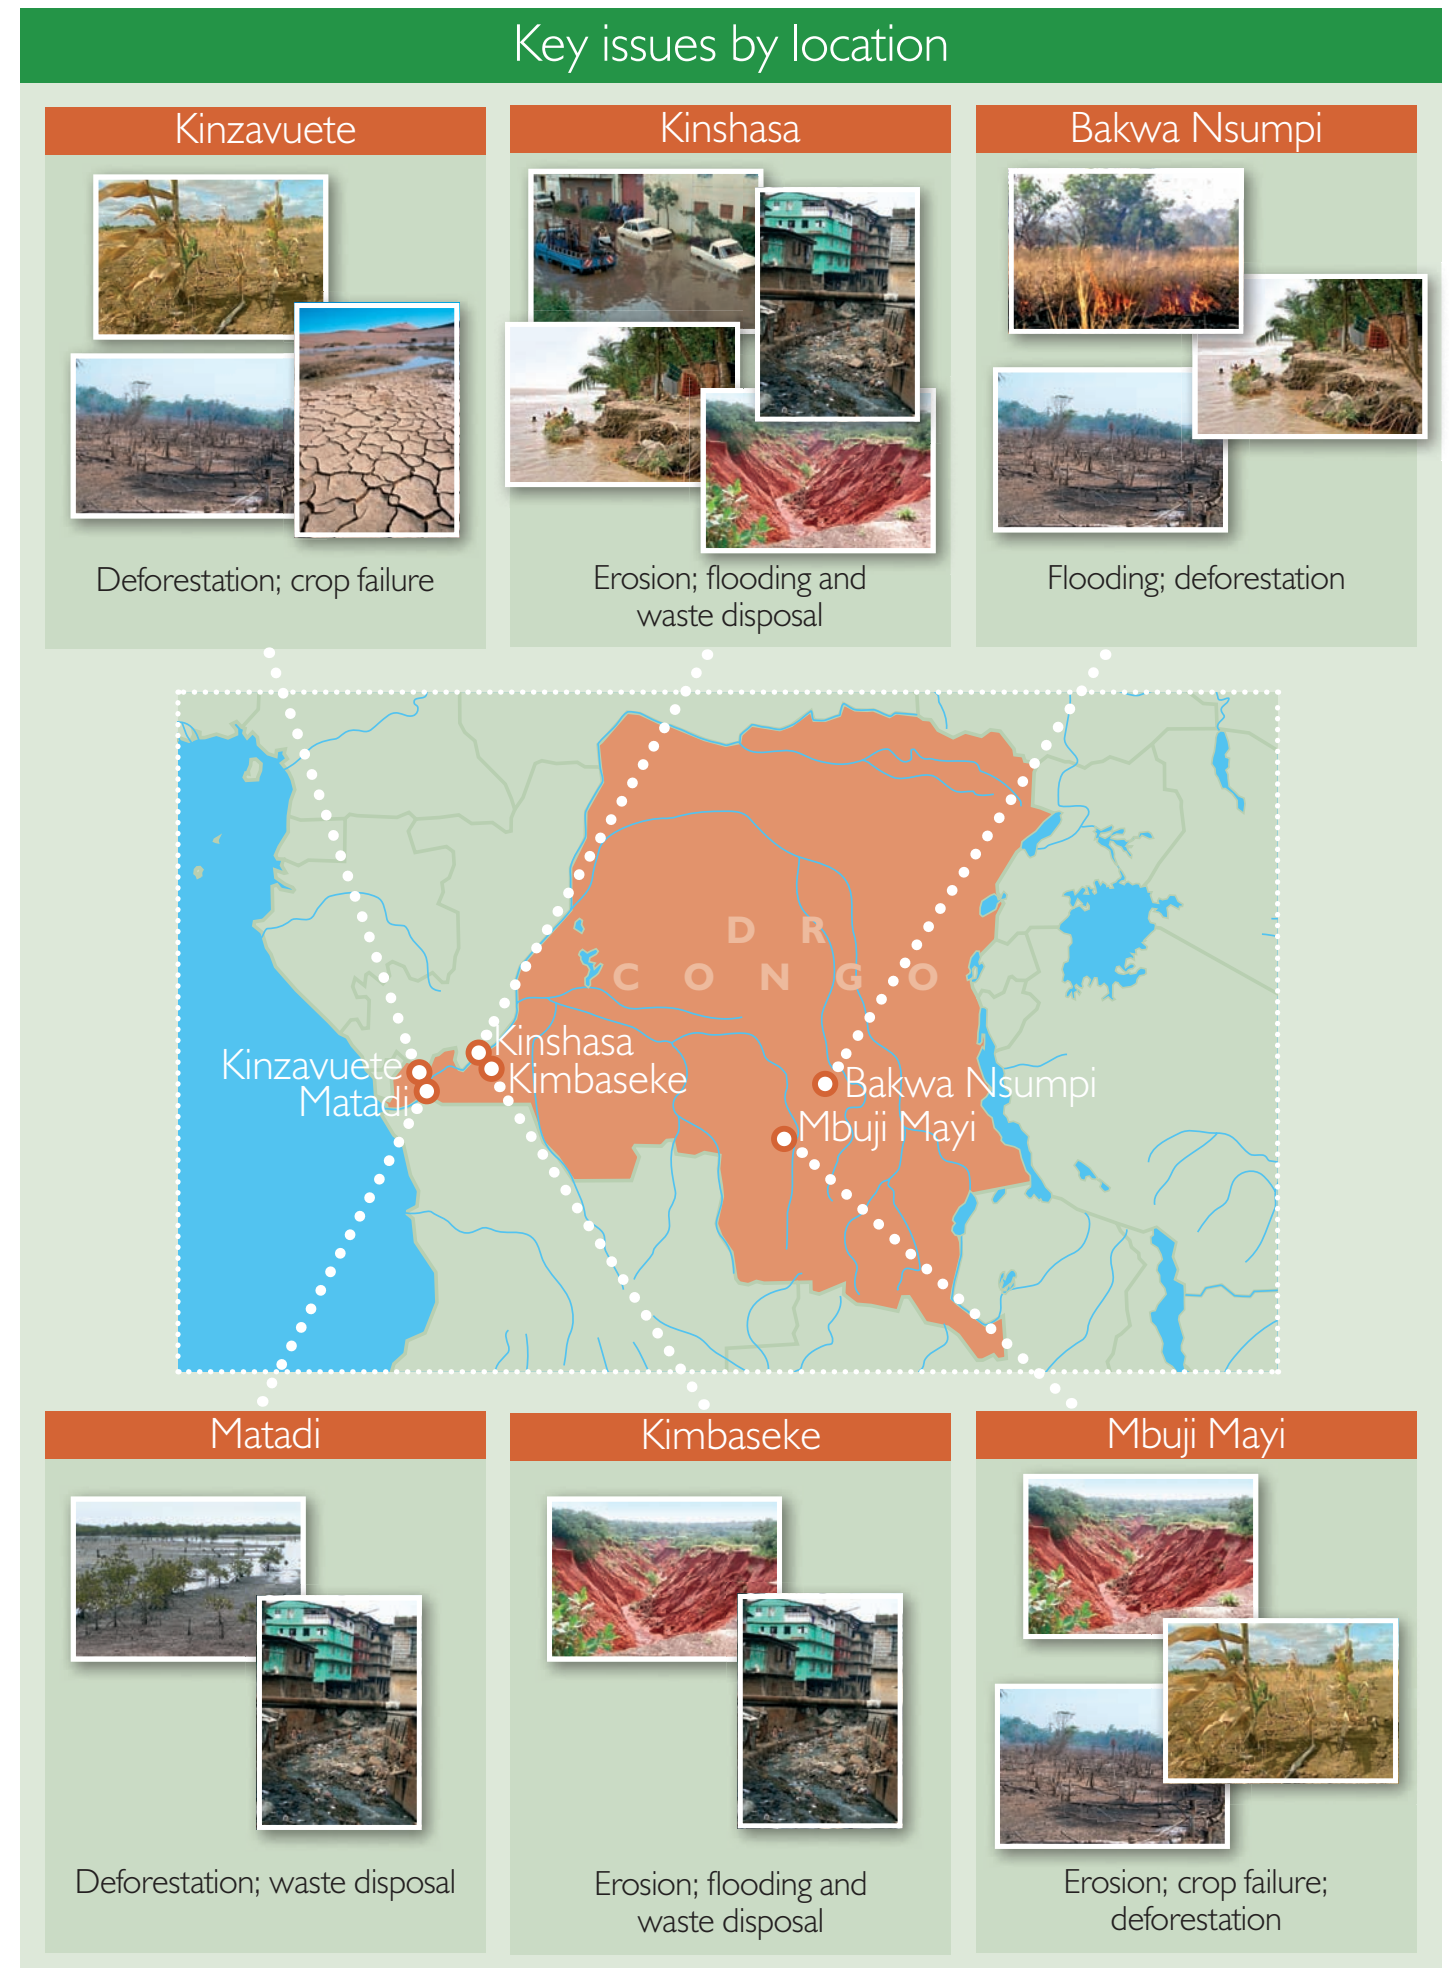 Key issues by location
Kinzavuete
Kinshasa
Bakwa Nsumpi
Deforestation; crop failure
Erosion; flooding and
waste disposal
Flooding; deforestation
D R
CONGO
Kinshasa
Kinzavuete
Kimbaseke
Matadi
Bakwa Nsumpi
Mbuji Mayi
Matadi
Kimbaseke
Mbuji Mayi
Deforestation; waste disposal
Erosion; flooding and
waste disposal
Erosion; crop failure;
deforestation